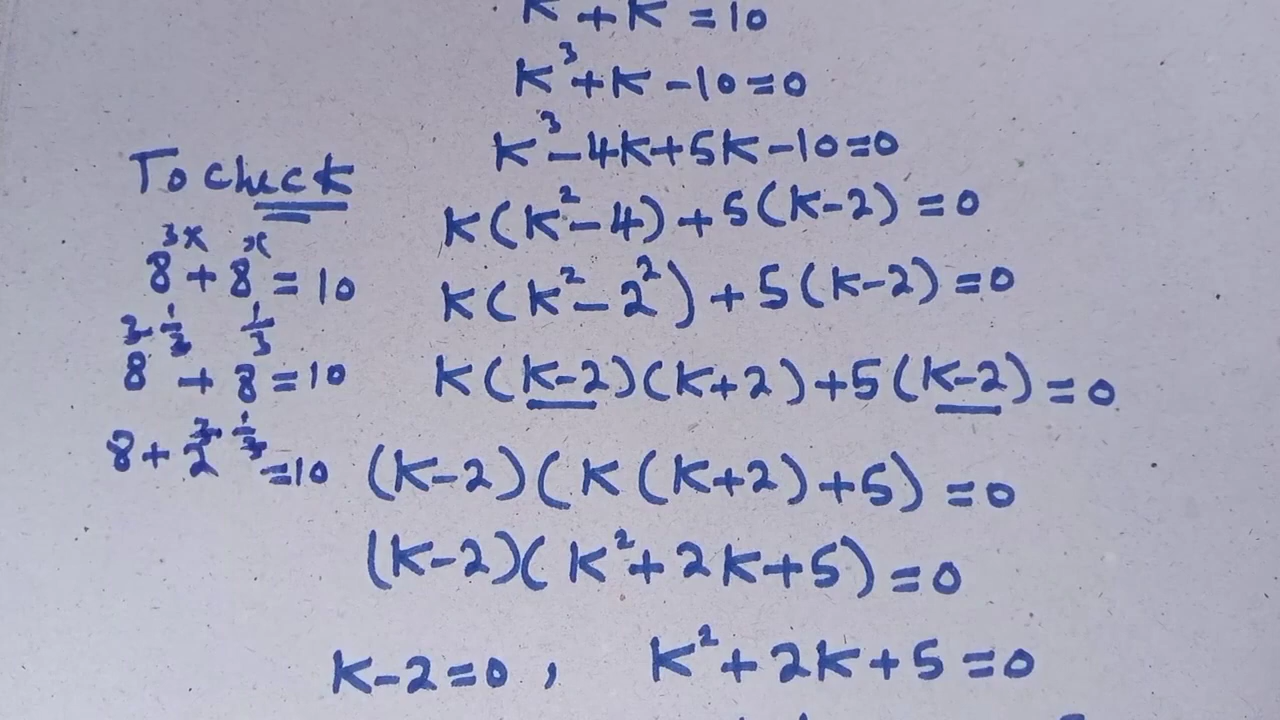 K³+K=10
K³+K-10=0
K³-4K+5K-10=0
K(K²-4)+5(K-2)=0
K(K²-2²)+5(K-2)=0
K(K-2)(K+2)+5(K-2)=0
(K-2)(K(K+2)+5)=0
(K-2)(K²+2K+5)=0
K-2=0, K²+2K+5=0
To check
8^3x + 8^x = 10
8^3·1/3 + 8^1/3 = 10
8+2^3·1/3 =10